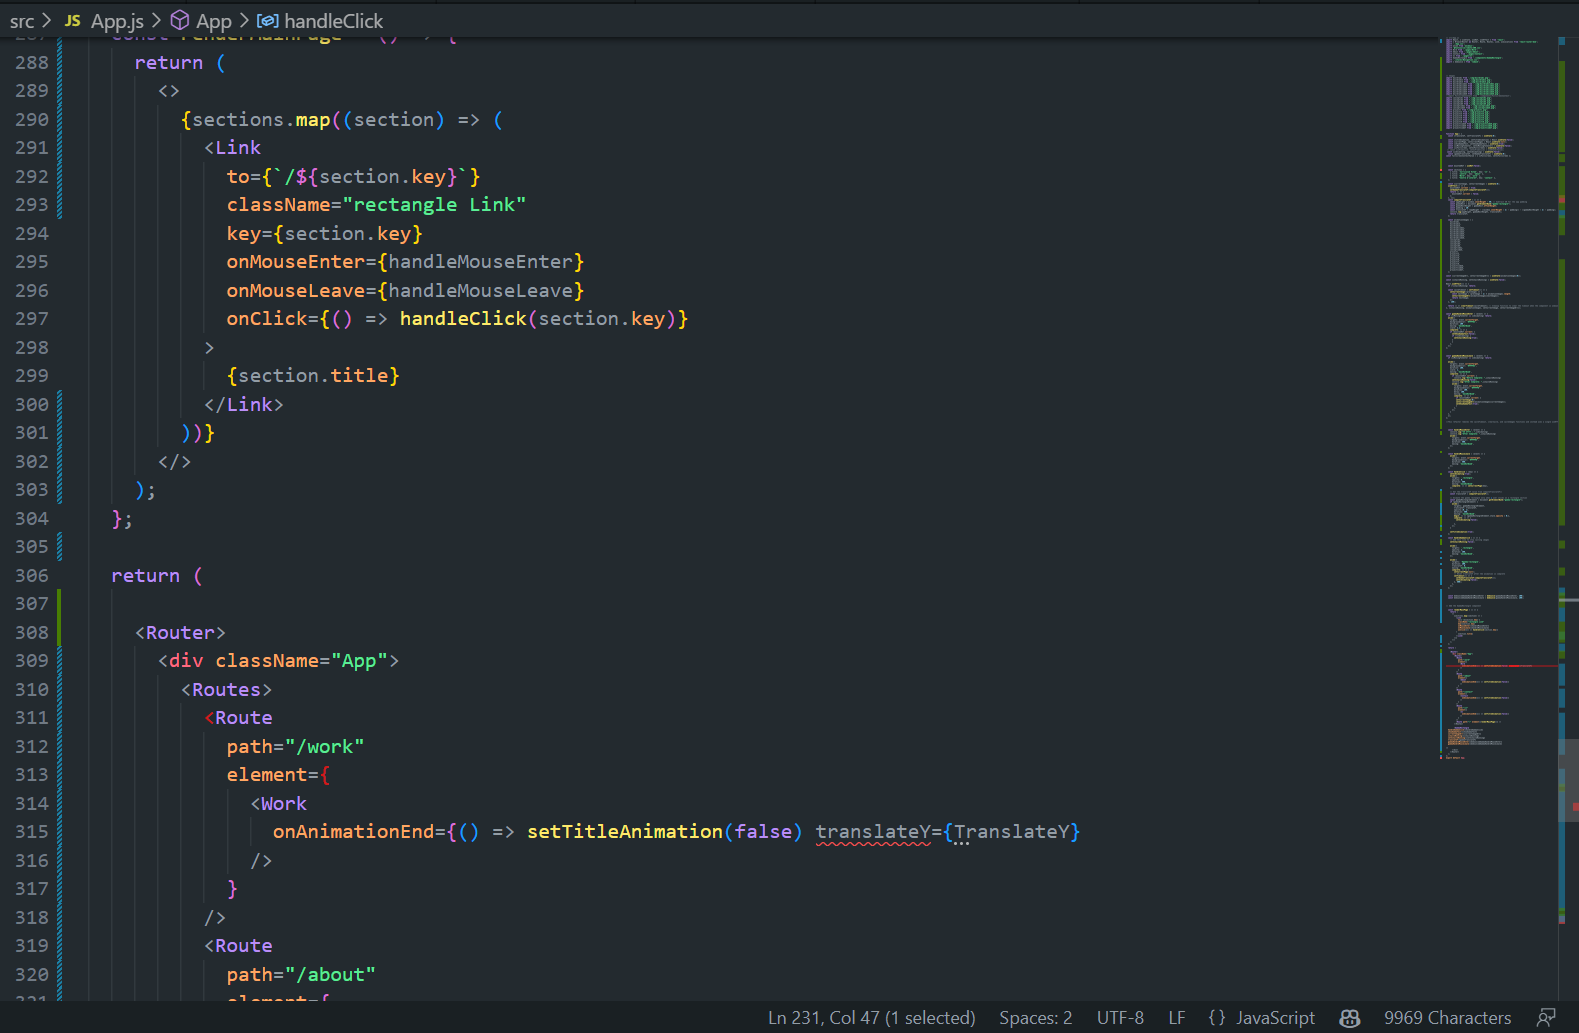 src > JS App.js > App > handleClick
287 const renderMainPage = () => {
288 return (
289 <>
290 {sections.map((section) => (
291 <Link
292 to={`/${section.key}`}
293 className="rectangle Link"
294 key={section.key}
295 onMouseEnter={handleMouseEnter}
296 onMouseLeave={handleMouseLeave}
297 onClick={() => handleClick(section.key)}
298 >
299 {section.title}
300 </Link>
301 ))}
302 </>
303 );
304 };
305
306 return (
307
308 <Router>
309 <div className="App">
310 <Routes>
311 <Route
312 path="/work"
313 element={
314 <Work
315 onAnimationEnd={() => setTitleAnimation(false) translateY={TranslateY}
316 />
317 }
318 />
319 <Route
320 path="/about"
321 element={
Ln 231, Col 47 (1 selected) Spaces: 2 UTF-8 LF {} JavaScript 9969 Characters